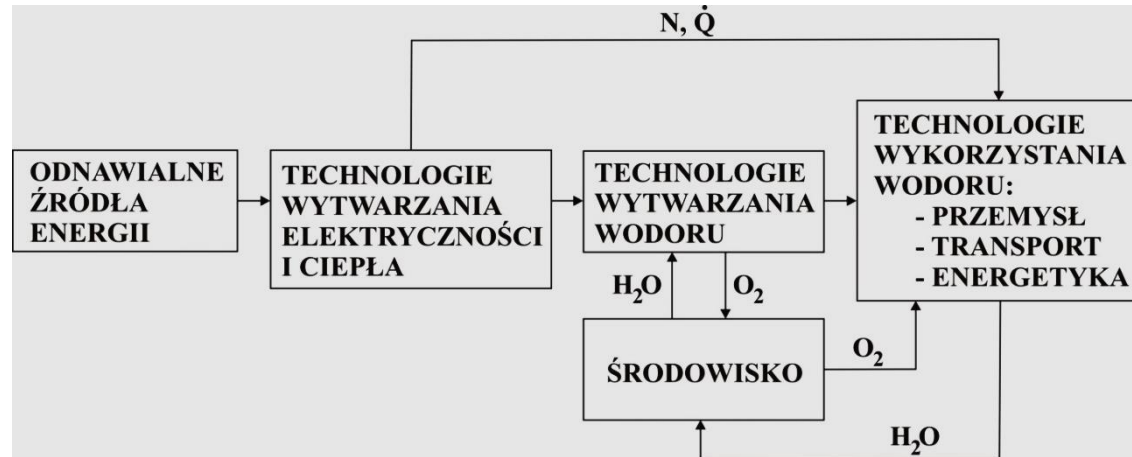 N, Q̇
ODNAWIALNE
ŹRÓDŁA
ENERGII
TECHNOLOGIE
WYTWARZANIA
ELEKTRYCZNOŚCI
I CIEPŁA
TECHNOLOGIE
WYTWARZANIA
WODORU
TECHNOLOGIE
WYKORZYSTANIA
WODORU:
- PRZEMYSŁ
- TRANSPORT
- ENERGETYKA
H₂O
O₂
ŚRODOWISKO
O₂
H₂O